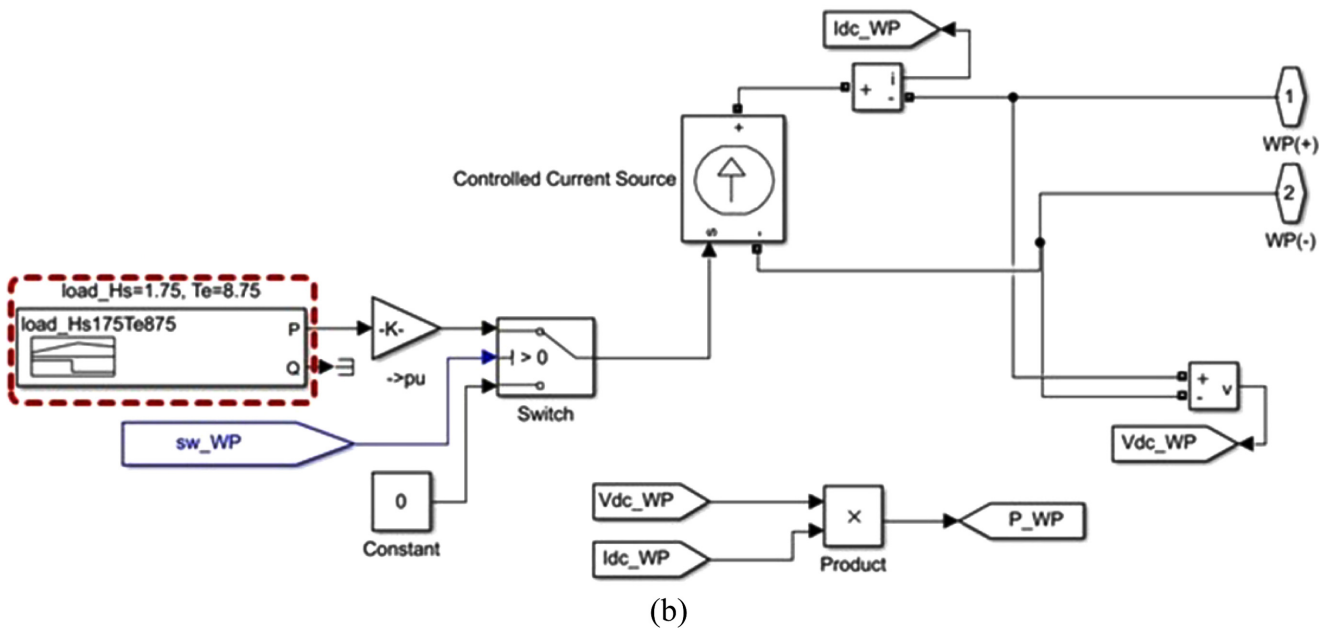 Idc_WP
i
+
-
1
WP(+)
+
Controlled Current Source
2
WP(-)
s
-
load_Hs=1.75, Te=8.75
load_Hs175Te875
P
Q
-K-
->pu
> 0
Switch
sw_WP
0
Constant
+
-
v
Vdc_WP
Vdc_WP
Idc_WP
×
Product
P_WP
(b)